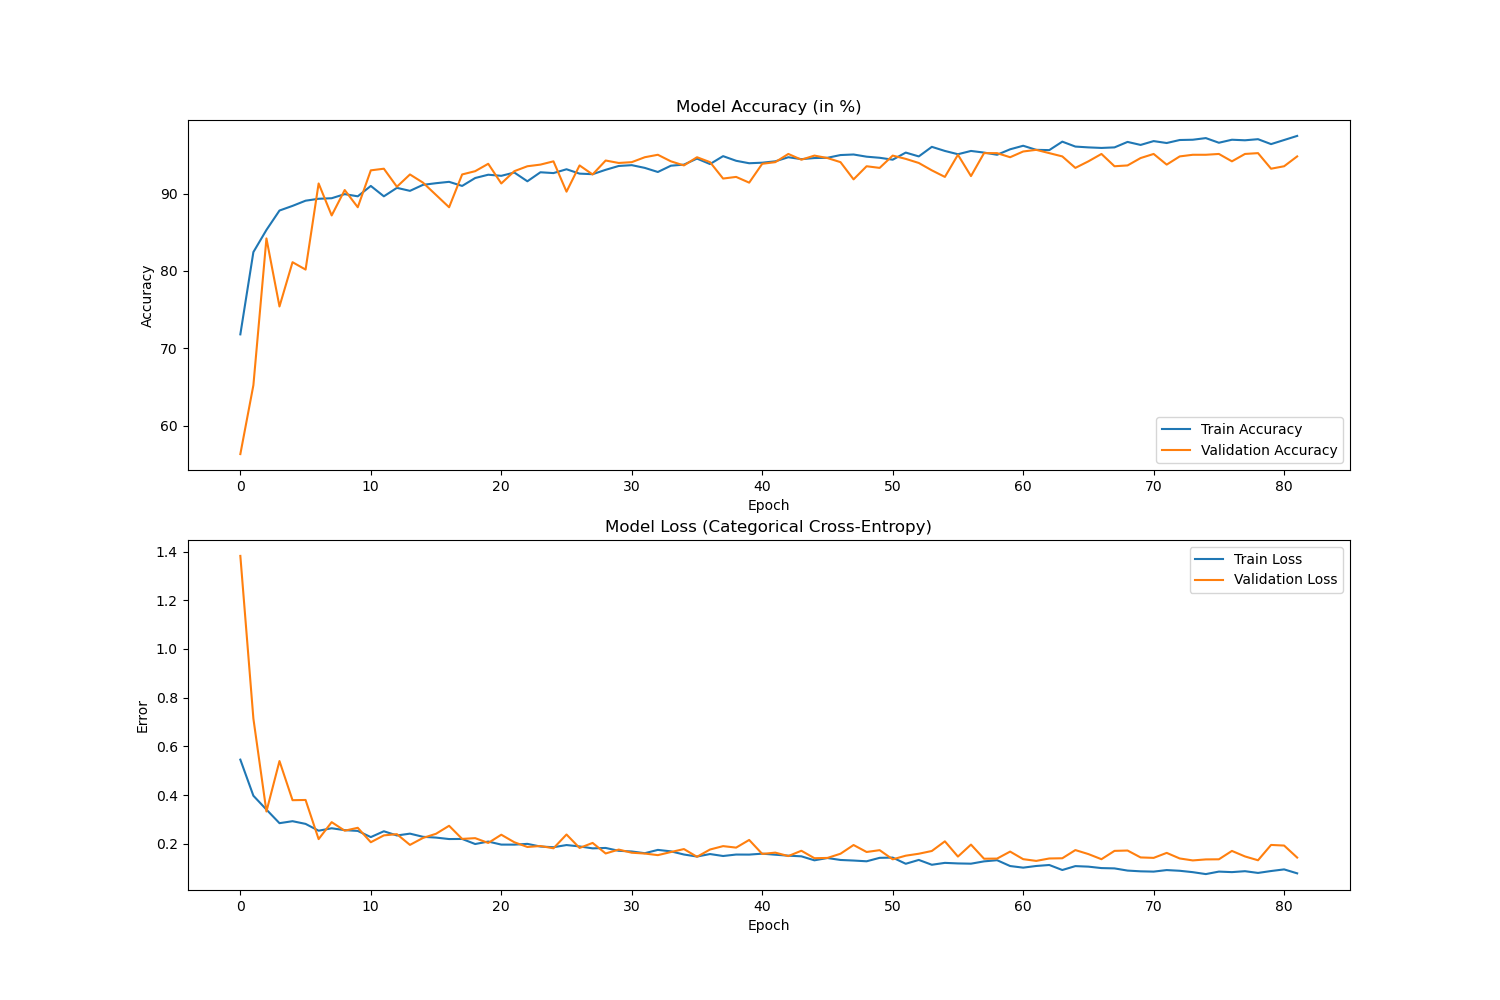 Model Accuracy (in %)
90
80
70
60
Accuracy
Train Accuracy
Validation Accuracy
0 10 20 30 40 50 60 70 80
Epoch
Model Loss (Categorical Cross-Entropy)
1.4
1.2
1.0
0.8
0.6
0.4
0.2
Error
Train Loss
Validation Loss
0 10 20 30 40 50 60 70 80
Epoch